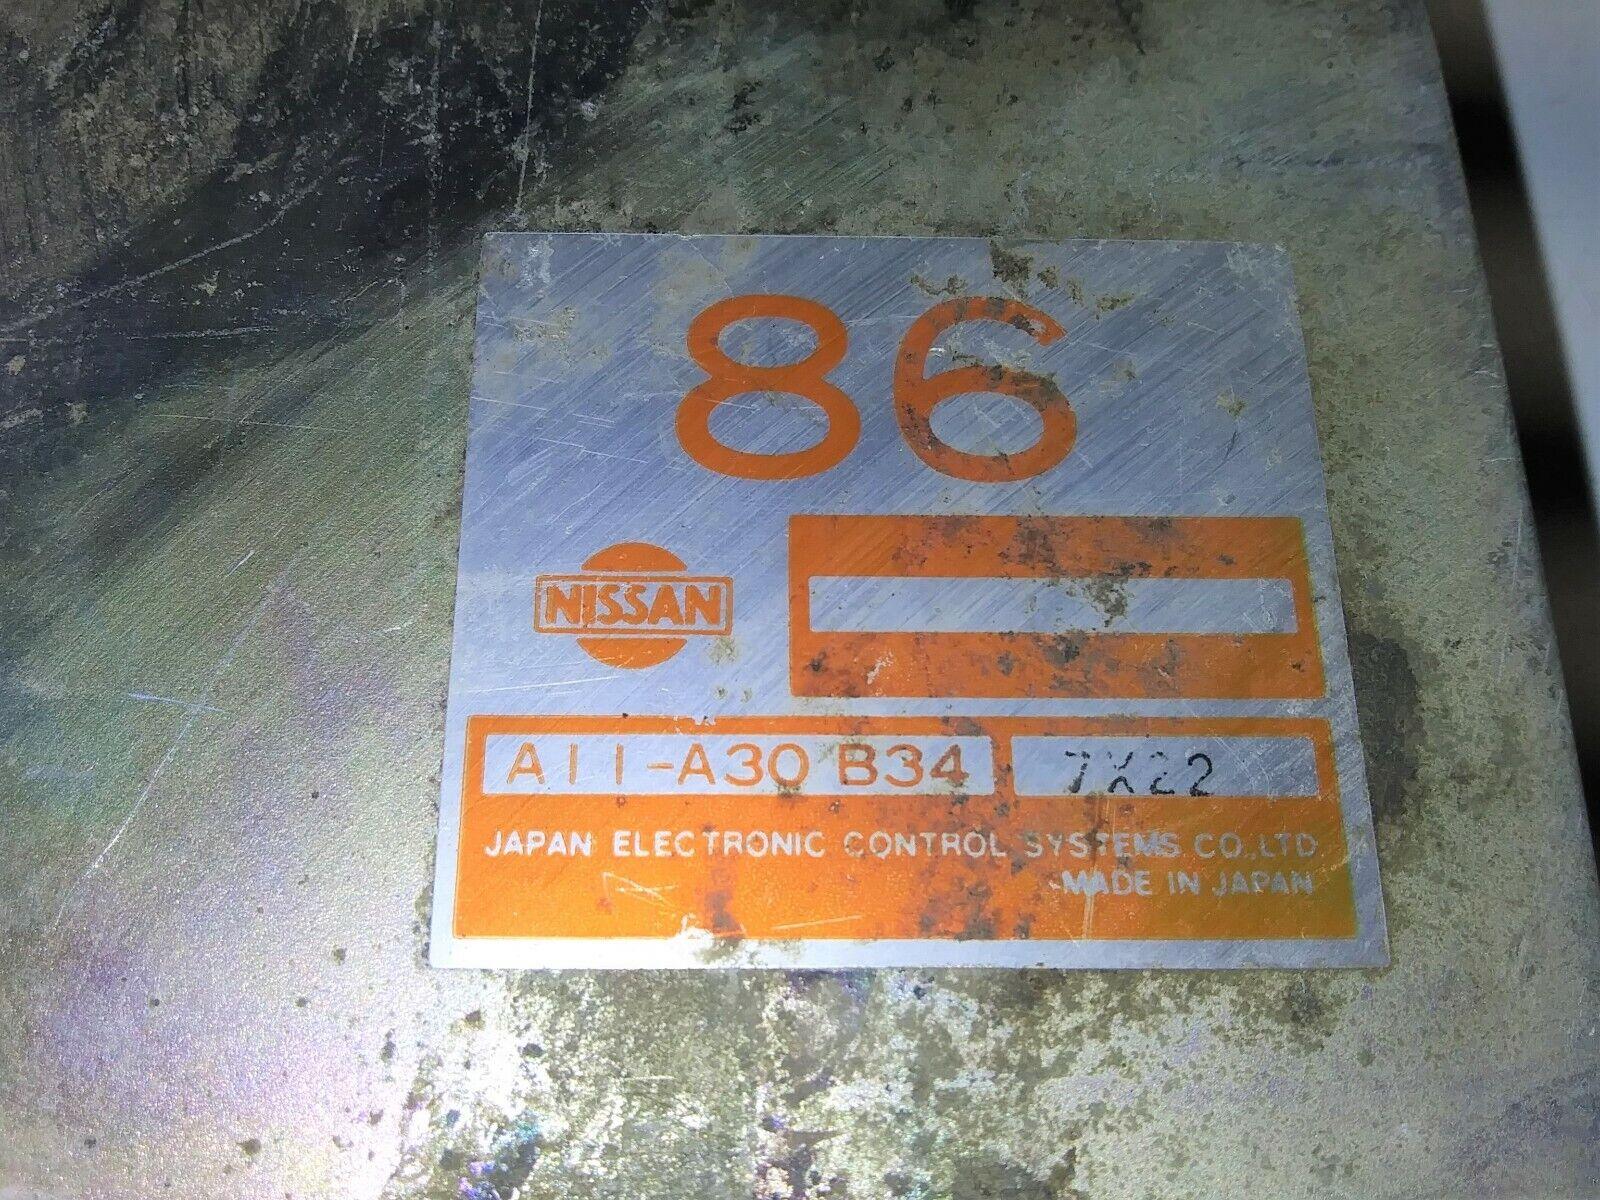 86
NISSAN
A11-A30 B34 7X22
JAPAN ELECTRONIC CONTROL SYSTEMS CO.,LTD
MADE IN JAPAN